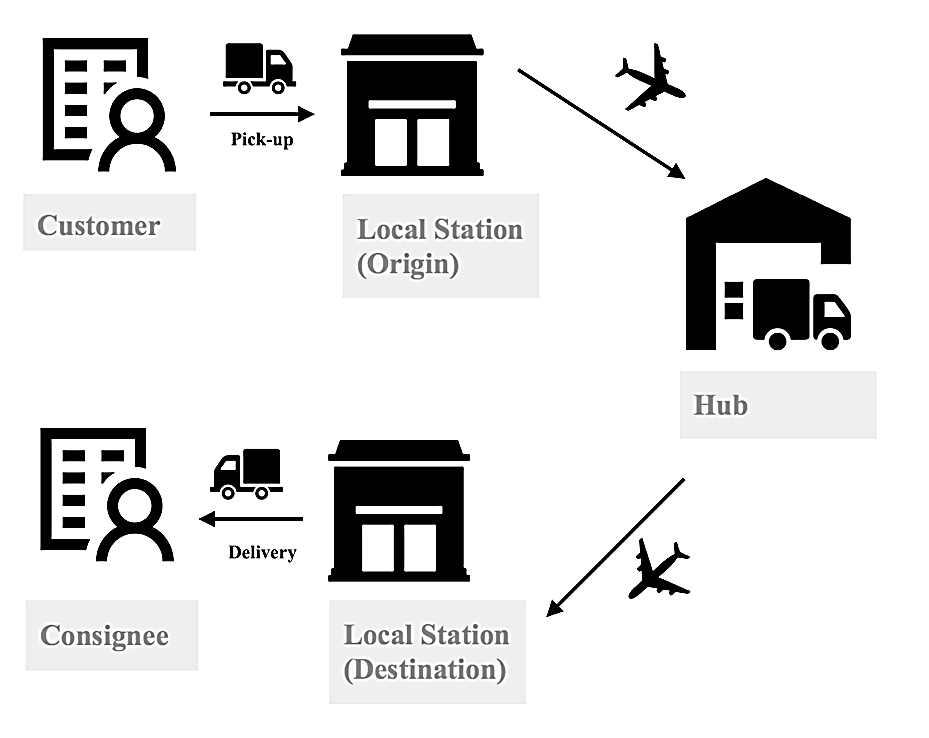 Pick-up
Customer
Local Station
(Origin)
Hub
Delivery
Consignee
Local Station
(Destination)